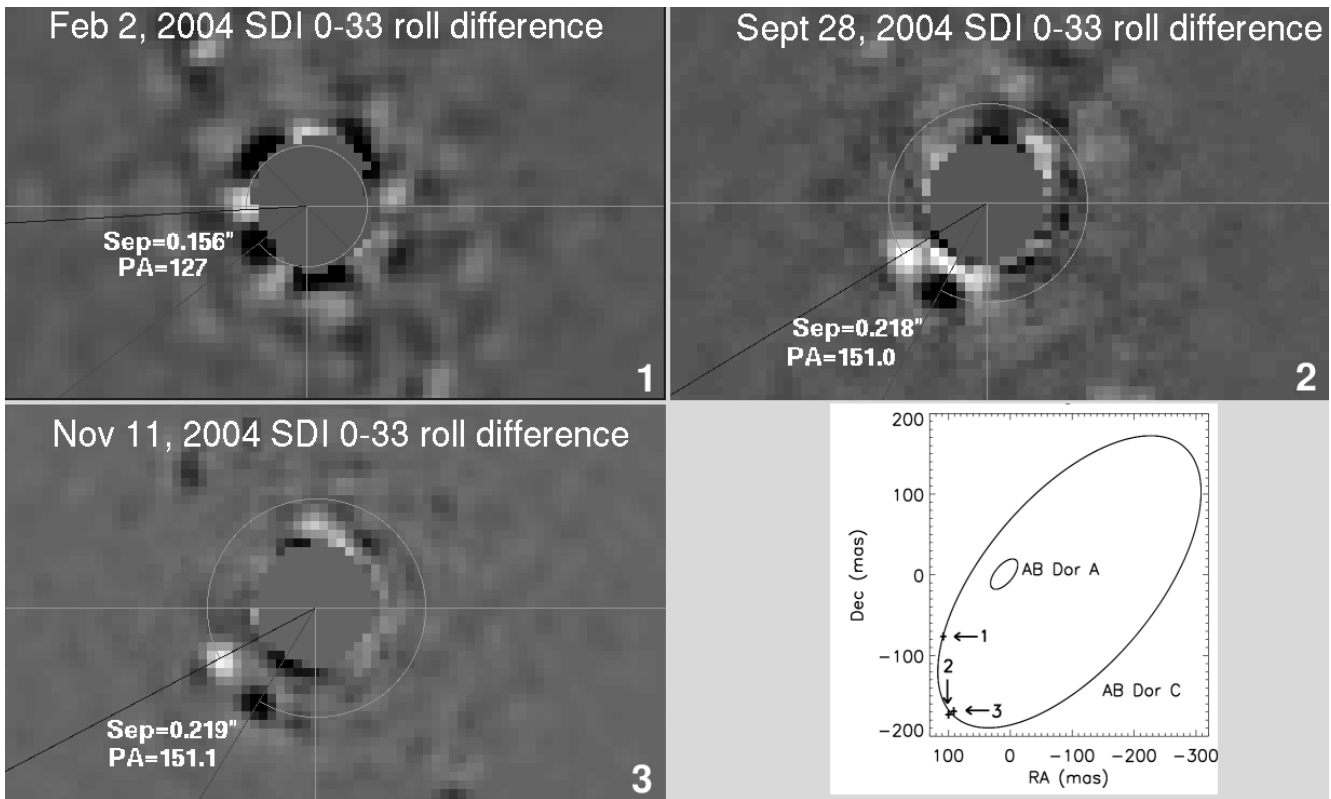 Feb 2, 2004 SDI 0-33 roll difference
Sep=0.156"
PA=127
1
Sept 28, 2004 SDI 0-33 roll difference
Sep=0.218"
PA=151.0
2
Nov 11, 2004 SDI 0-33 roll difference
Sep=0.219"
PA=151.1
3
200
100
0
-100
-200
Dec (mas)
AB Dor A
1
2
3
AB Dor C
100 0 -100 -200 -300
RA (mas)